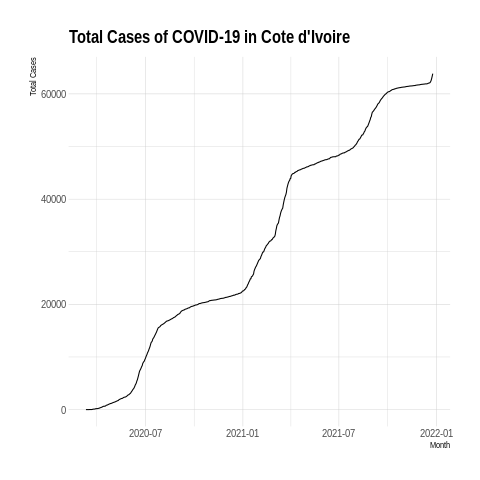 Total Cases of COVID-19 in Cote d'Ivoire
Total Cases
60000
40000
20000
0
2020-07 2021-01 2021-07 2022-01
Month